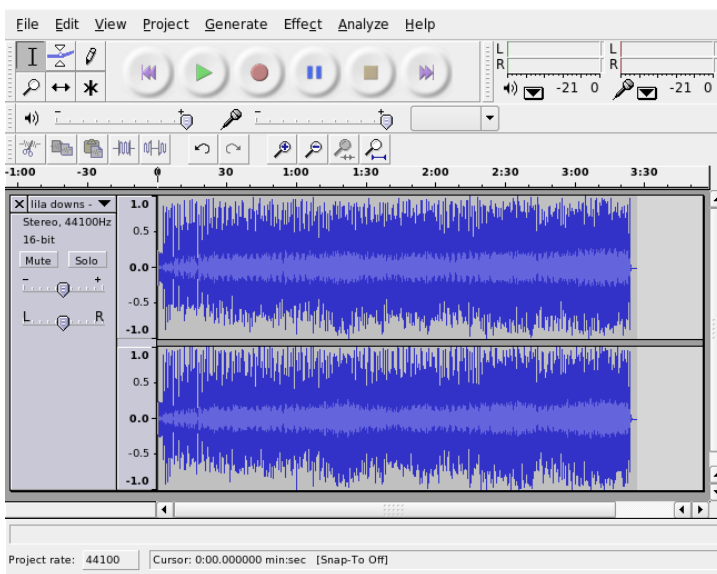 File Edit View Project Generate Effect Analyze Help
L
R
-21 0
L
R
-21 0
- +
- +
-1:00 -30 0 30 1:00 1:30 2:00 2:30 3:00 3:30
X lila downs -
Stereo, 44100Hz
16-bit
Mute Solo
- +
L R
1.0
0.5
0.0
-0.5
-1.0
1.0
0.5
0.0
-0.5
-1.0
Project rate: 44100 Cursor: 0:00.000000 min:sec [Snap-To Off]